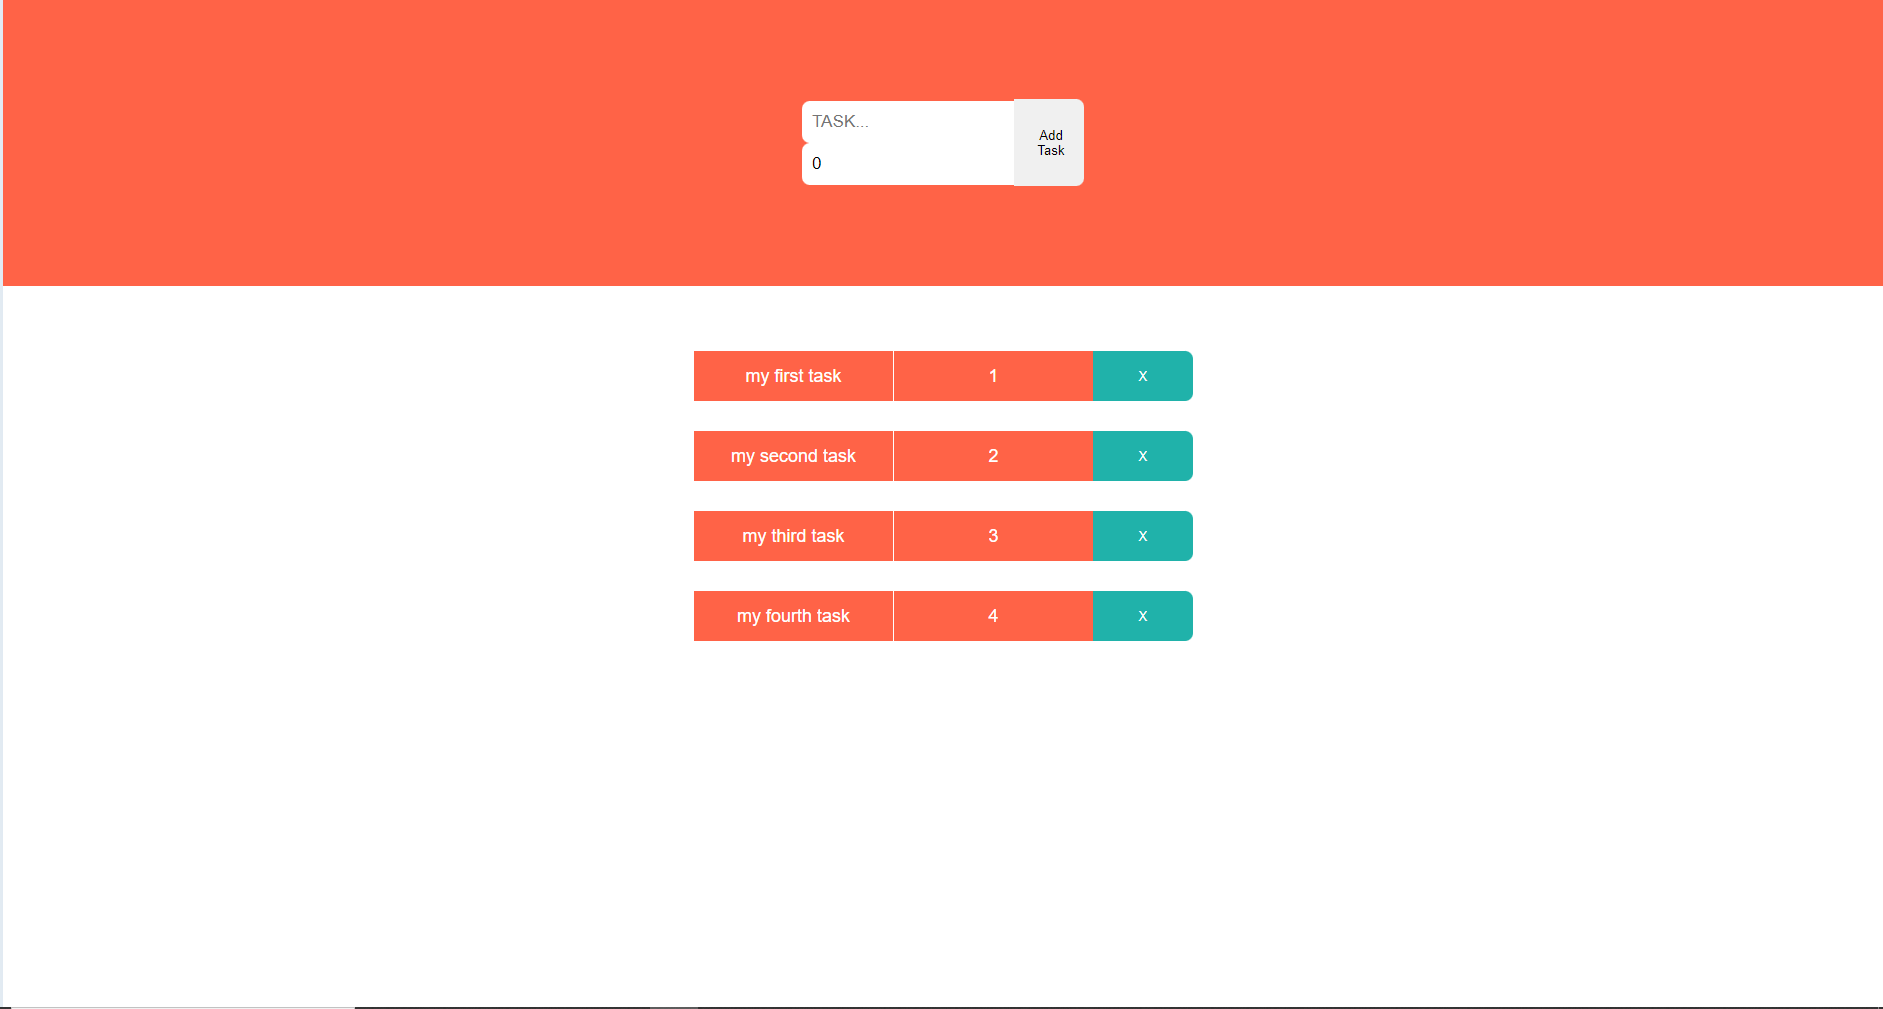 TASK...
0
Add
Task
my first task 1 X
my second task 2 X
my third task 3 X
my fourth task 4 X